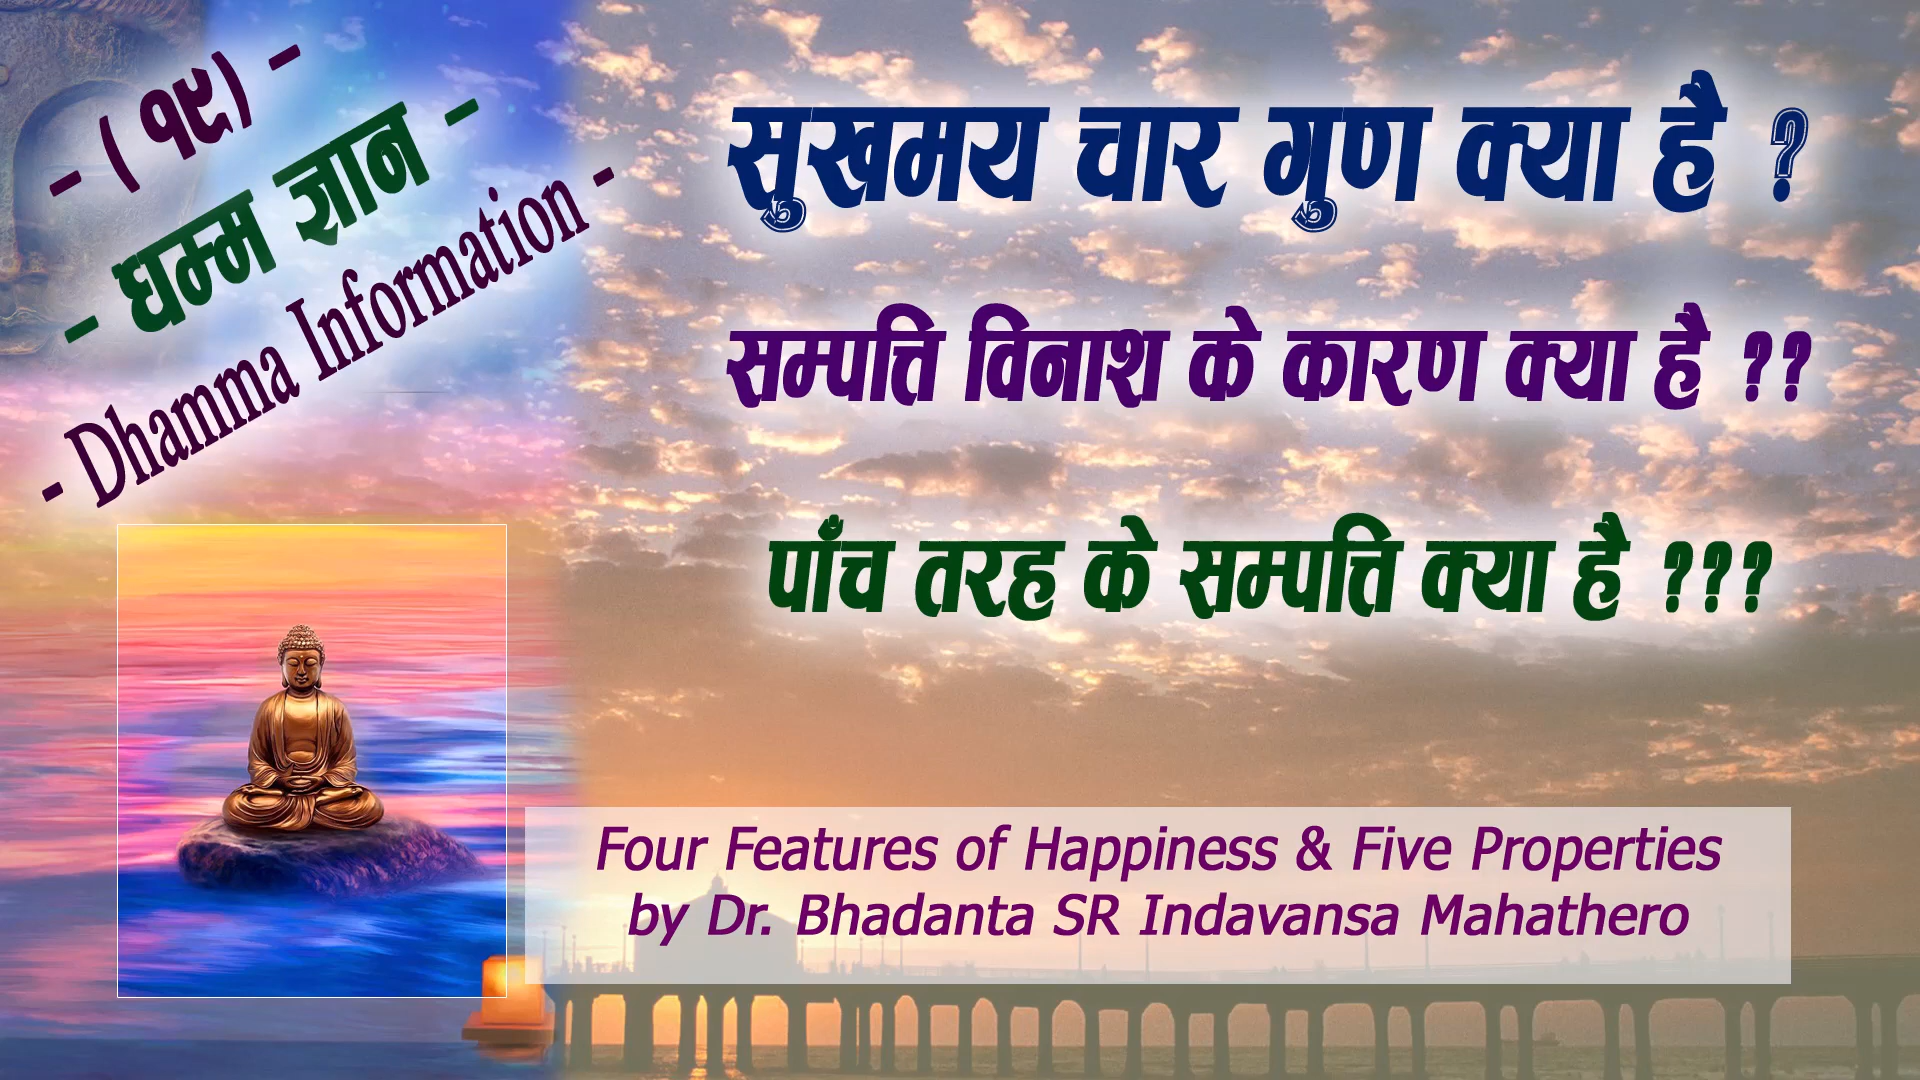 - ( १९) -
- धम्म ज्ञान -
- Dhamma Information -
सुखमय चार गुण क्या है ?
सम्पत्ति विनाश के कारण क्या है ??
पाँच तरह के सम्पत्ति क्या है ???
Four Features of Happiness & Five Properties
by Dr. Bhadanta SR Indavansa Mahathero